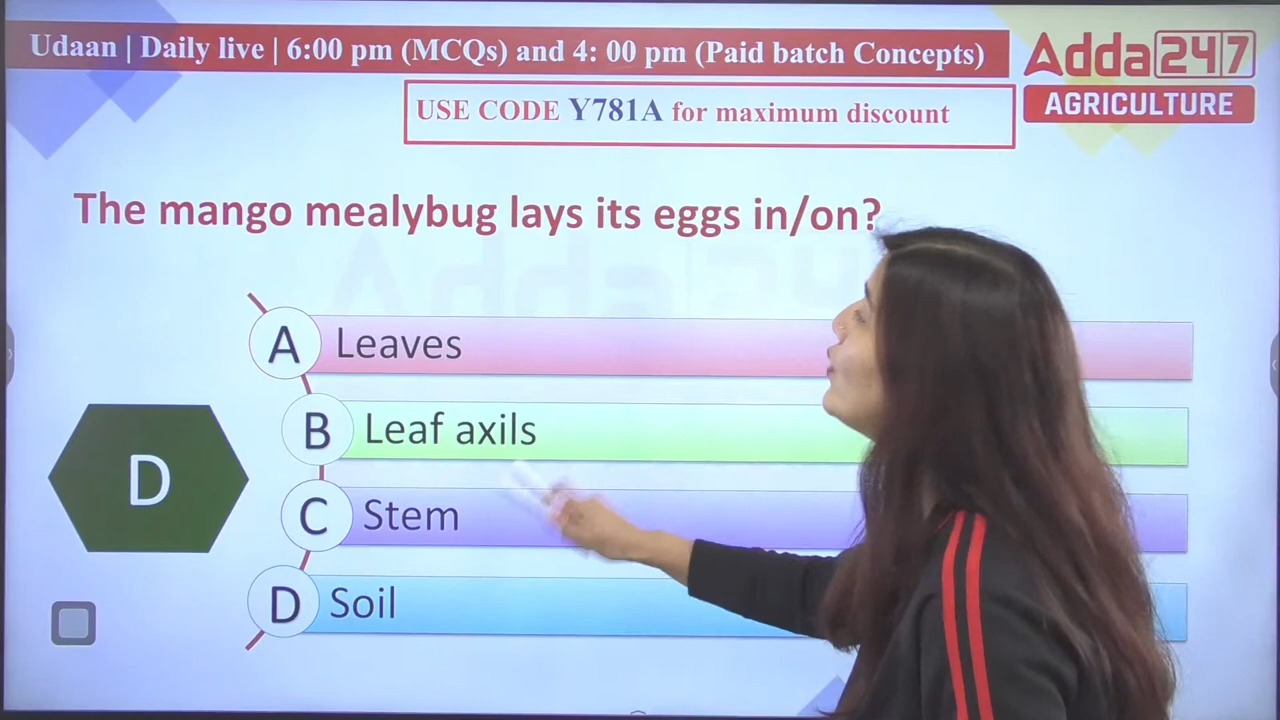 Udaan | Daily live | 6:00 pm (MCQs) and 4: 00 pm (Paid batch Concepts)
Adda247
AGRICULTURE
USE CODE Y781A for maximum discount
The mango mealybug lays its eggs in/on?
A Leaves
B Leaf axils
C Stem
D Soil
D